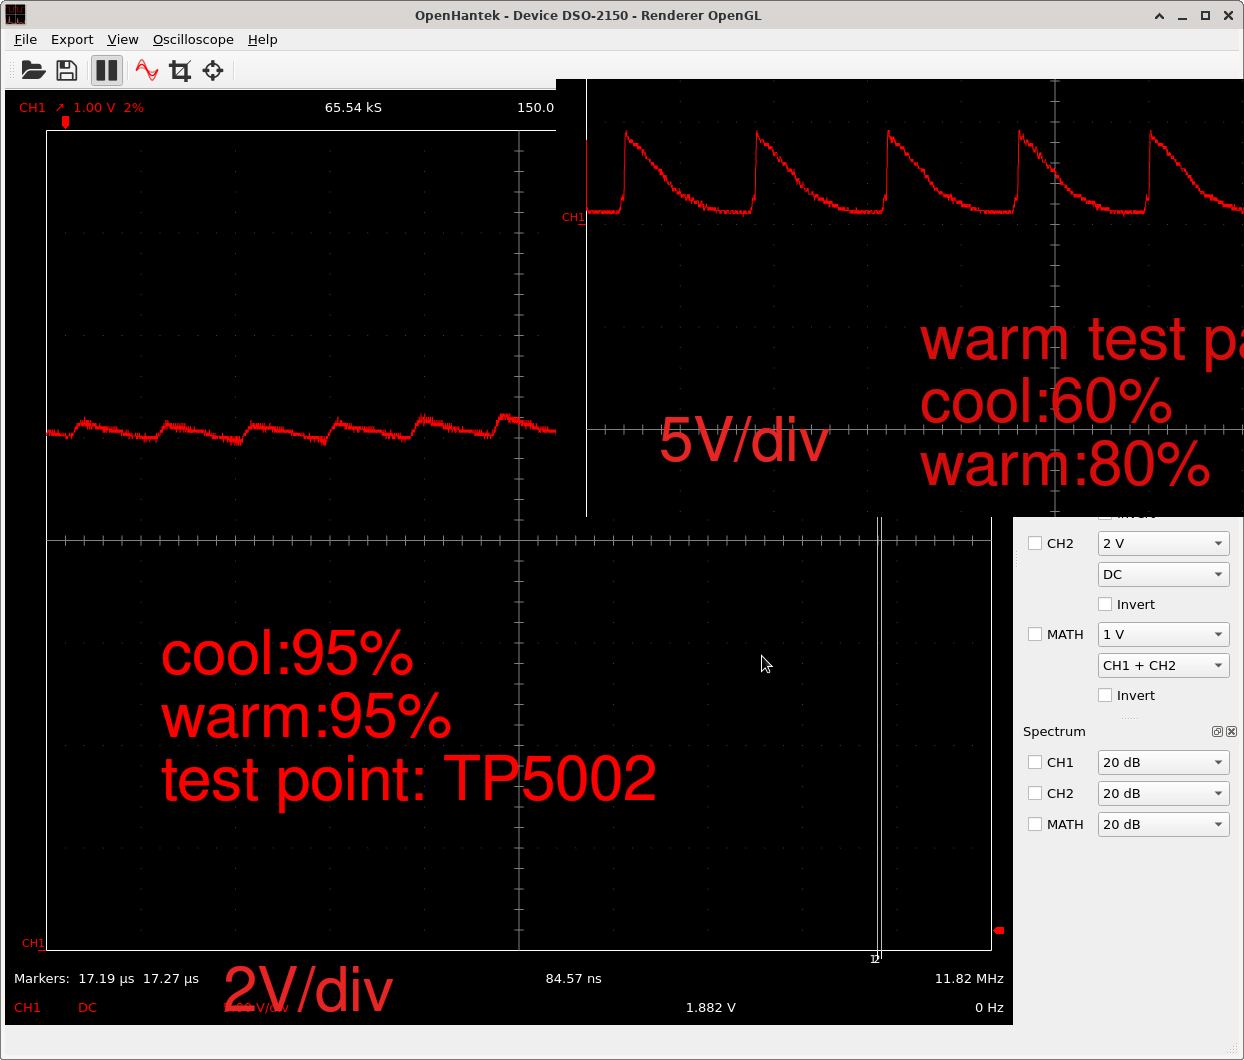 OpenHantek - Device DSO-2150 - Renderer OpenGL
File Export View Oscilloscope Help
CH1 ↗ 1.00 V 2% 65.54 kS 150.0
CH1
warm test pa
cool:60%
5V/div
warm:80%
CH2 2 V
DC
Invert
MATH 1 V
CH1 + CH2
Invert
Spectrum
CH1 20 dB
CH2 20 dB
MATH 20 dB
cool:95%
warm:95%
test point: TP5002
CH1
Markers: 17.19 µs 17.27 µs 84.57 ns 11.82 MHz
2V/div
CH1 DC 1.882 V 0 Hz